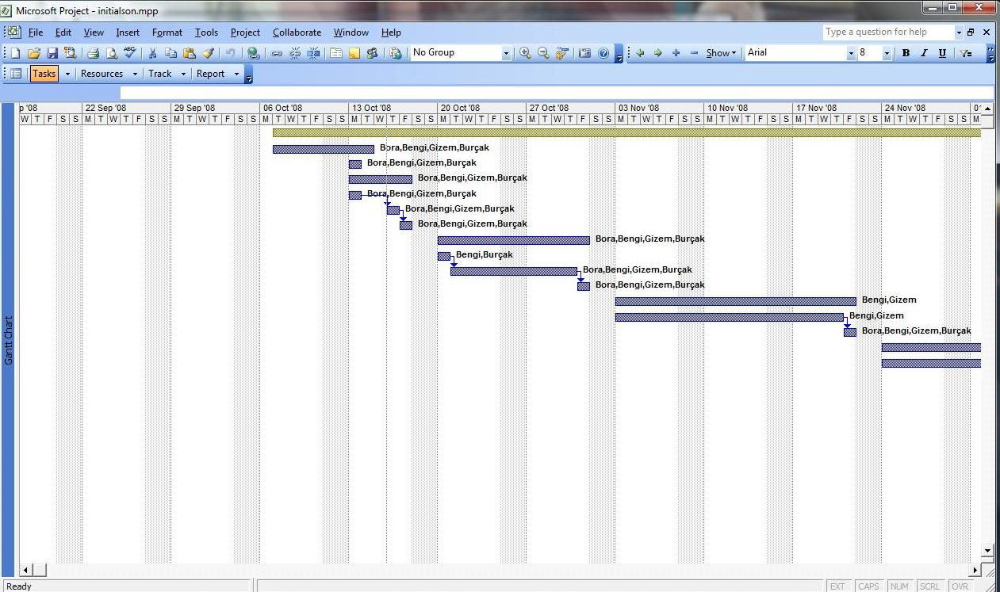 Microsoft Project - initialson.mpp
File Edit View Insert Format Tools Project Collaborate Window Help Type a question for help
No Group Show Arial 8 B I U
Tasks Resources Track Report
p '08 22 Sep '08 29 Sep '08 06 Oct '08 13 Oct '08 20 Oct '08 27 Oct '08 03 Nov '08 10 Nov '08 17 Nov '08 24 Nov '08 01
W T F S S M T W T F S S M T W T F S S M T W T F S S M T W T F S S M T W T F S S M T W T F S S M T W T F S S M T W T F S S M T W T F S S M T W T F S S M
Bora,Bengi,Gizem,Burçak
Bora,Bengi,Gizem,Burçak
Bora,Bengi,Gizem,Burçak
Bora,Bengi,Gizem,Burçak
Bora,Bengi,Gizem,Burçak
Bora,Bengi,Gizem,Burçak
Bora,Bengi,Gizem,Burçak
Bengi,Burçak
Bora,Bengi,Gizem,Burçak
Bora,Bengi,Gizem,Burçak
Bengi,Gizem
Bengi,Gizem
Bora,Bengi,Gizem,Burçak
Gantt Chart
Ready EXT CAPS NUM SCRL OVR